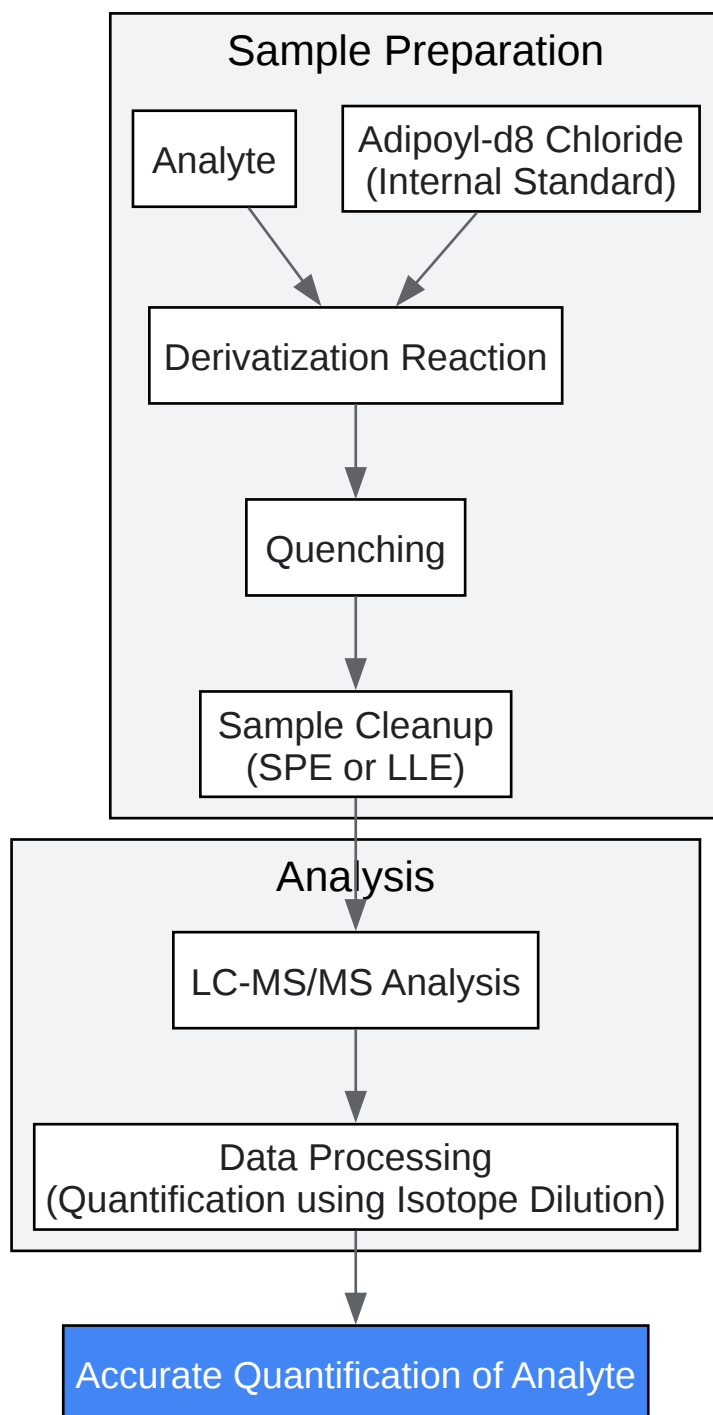 Sample Preparation
Analyte
Adipoyl-d8 Chloride
(Internal Standard)
Derivatization Reaction
Quenching
Sample Cleanup
(SPE or LLE)
Analysis
LC-MS/MS Analysis
Data Processing
(Quantification using Isotope Dilution)
Accurate Quantification of Analyte